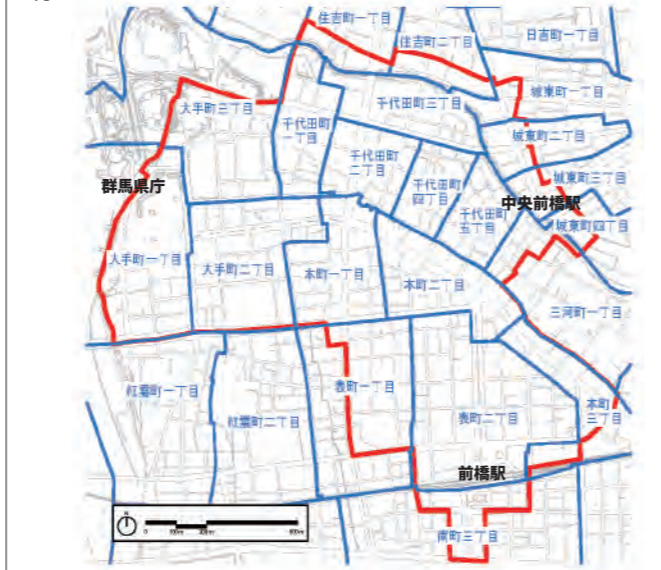 住吉町一丁目
住吉町二丁目
日吉町一丁目
城東町一丁目
大手町三丁目
千代田町三丁目
千代田町
一丁目
城東町二丁目
千代田町
二丁目
千代田町
四丁目
城東町三丁目
群馬県庁
中央前橋駅
千代田町
五丁目
城東町四丁目
大手町一丁目
大手町二丁目
本町一丁目
本町二丁目
三河町一丁目
紅雲町一丁目
表町一丁目
紅雲町二丁目
表町二丁目
本町
三丁目
前橋駅
南町三丁目
N
0 100m 200m